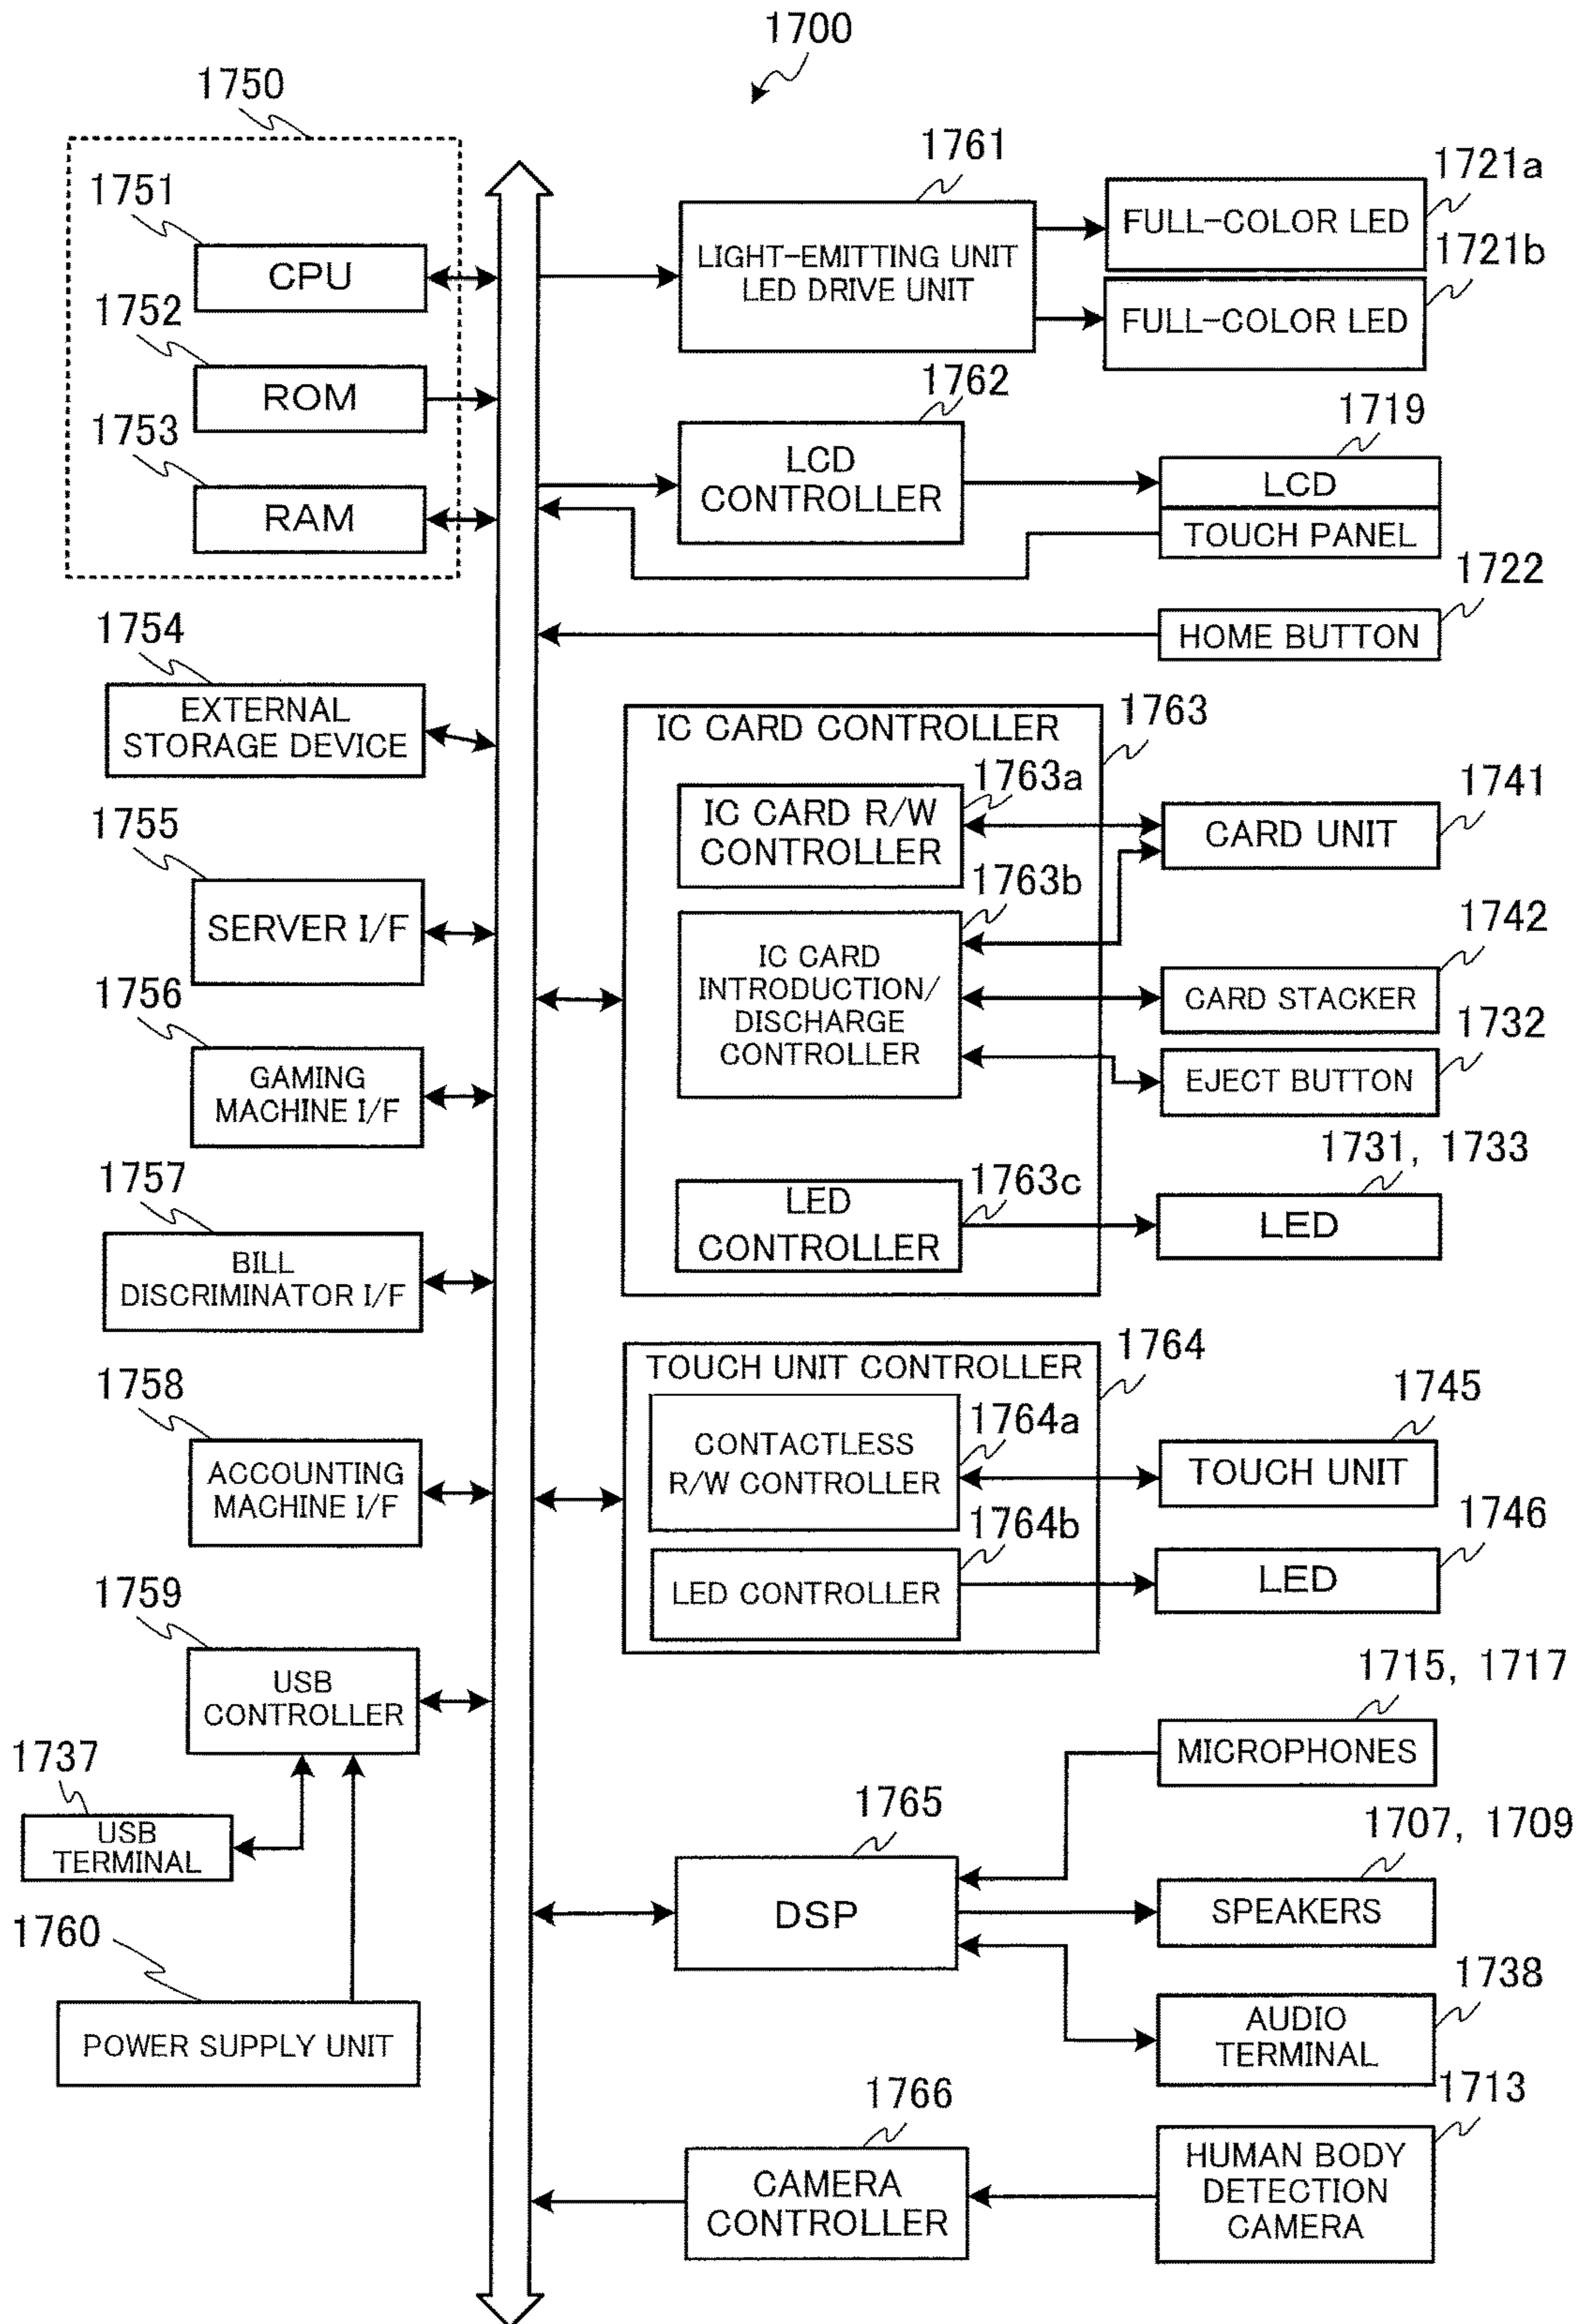 1700
1750
1751
CPU
1752
ROM
1753
RAM
1754
EXTERNAL
STORAGE DEVICE
1755
SERVER I/F
1756
GAMING
MACHINE I/F
1757
BILL
DISCRIMINATOR I/F
1758
ACCOUNTING
MACHINE I/F
1759
USB
CONTROLLER
1737
USB
TERMINAL
1760
POWER SUPPLY UNIT
1761
LIGHT-EMITTING UNIT
LED DRIVE UNIT
1721a
FULL-COLOR LED
1721b
FULL-COLOR LED
1762
LCD
CONTROLLER
1719
LCD
TOUCH PANEL
1722
HOME BUTTON
1763
IC CARD CONTROLLER
1763a
IC CARD R/W
CONTROLLER
1763b
IC CARD
INTRODUCTION/
DISCHARGE
CONTROLLER
1763c
LED
CONTROLLER
1741
CARD UNIT
1742
CARD STACKER
1732
EJECT BUTTON
1731, 1733
LED
1764
TOUCH UNIT CONTROLLER
1764a
CONTACTLESS
R/W CONTROLLER
1764b
LED CONTROLLER
1745
TOUCH UNIT
1746
LED
1765
DSP
1715, 1717
MICROPHONES
1707, 1709
SPEAKERS
1738
AUDIO
TERMINAL
1766
CAMERA
CONTROLLER
1713
HUMAN BODY
DETECTION
CAMERA